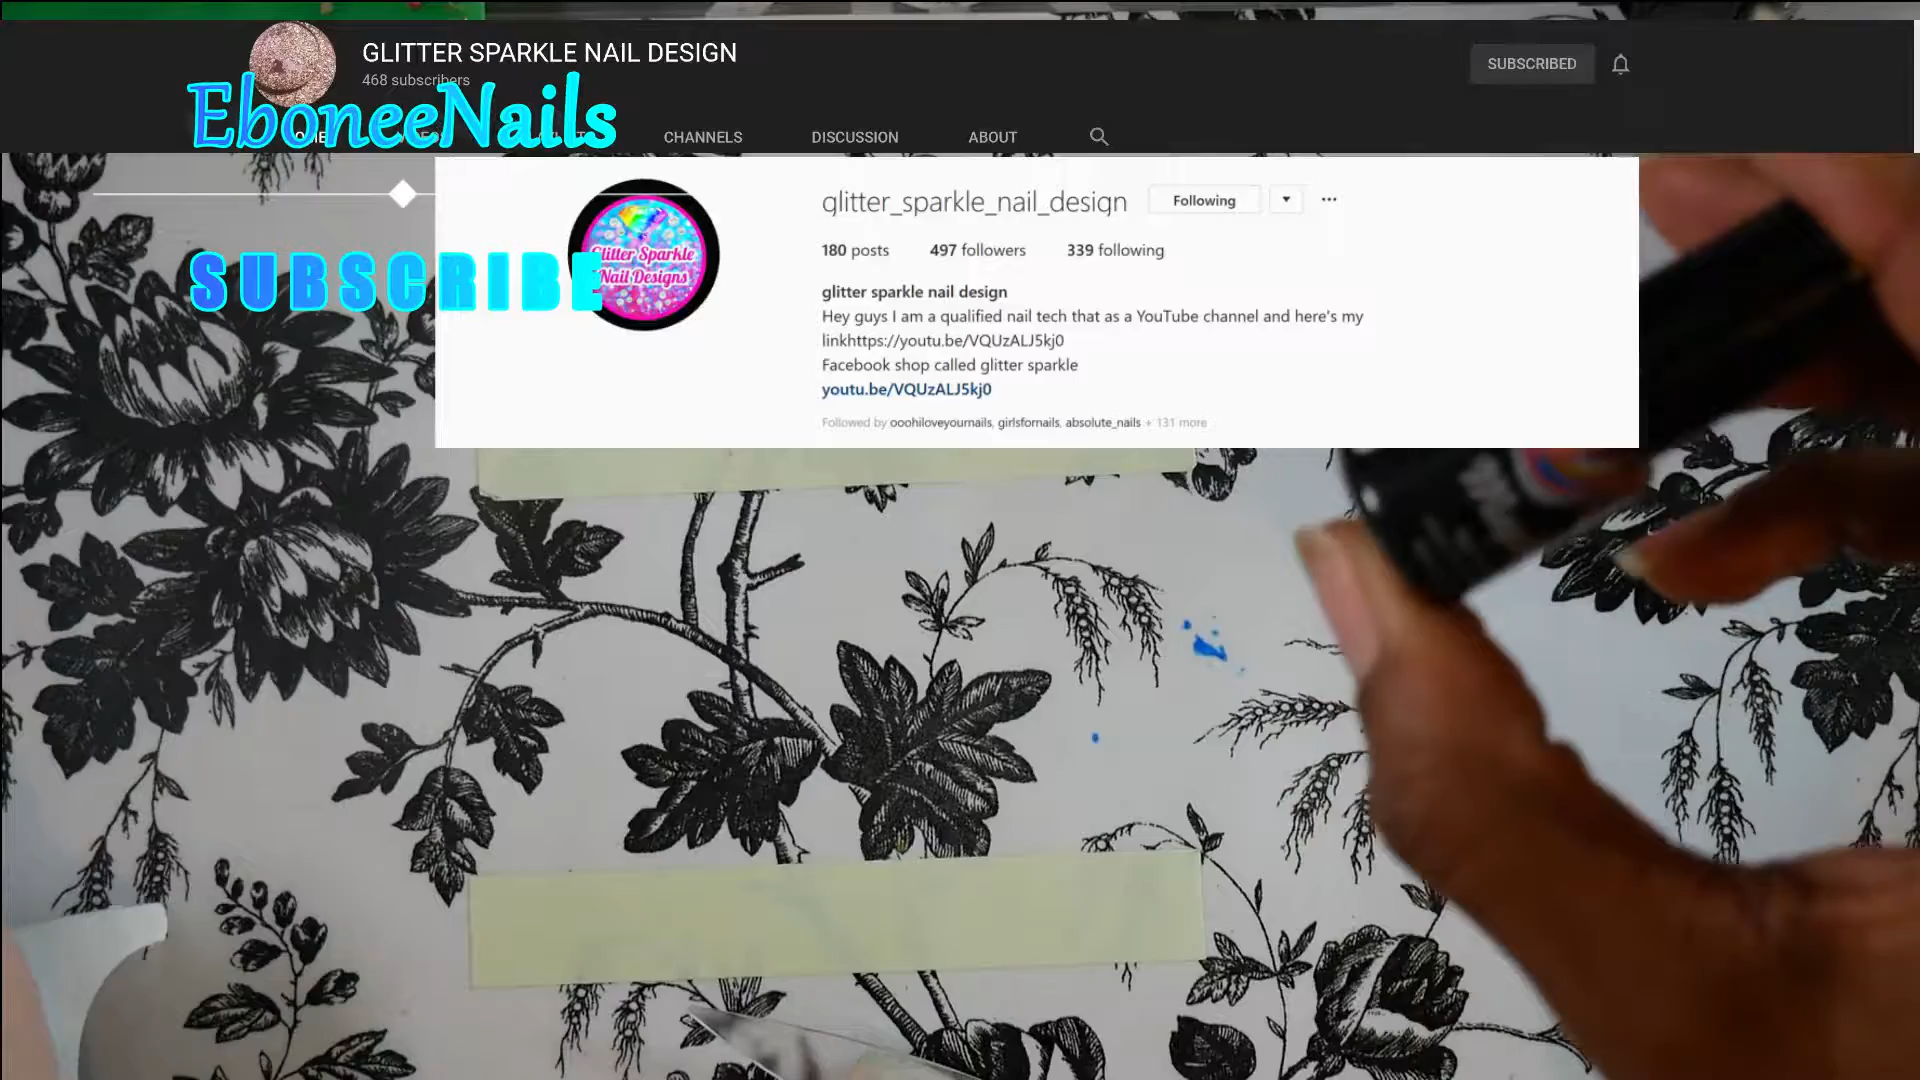 GLITTER SPARKLE NAIL DESIGN
468 subscribers
SUBSCRIBED
EboneeNails
CHANNELS
DISCUSSION
ABOUT
glitter_sparkle_nail_design
Following
180 posts 497 followers 339 following
SUBSCRIBE
Glitter Sparkle
Nail Designs
glitter sparkle nail design
Hey guys I am a qualified nail tech that as a YouTube channel and here's my
linkhttps://youtu.be/VQUzALJ5kj0
Facebook shop called glitter sparkle
youtu.be/VQUzALJ5kj0
Followed by ooohiloveyournails, girlsfornails, absolute_nails + 131 more